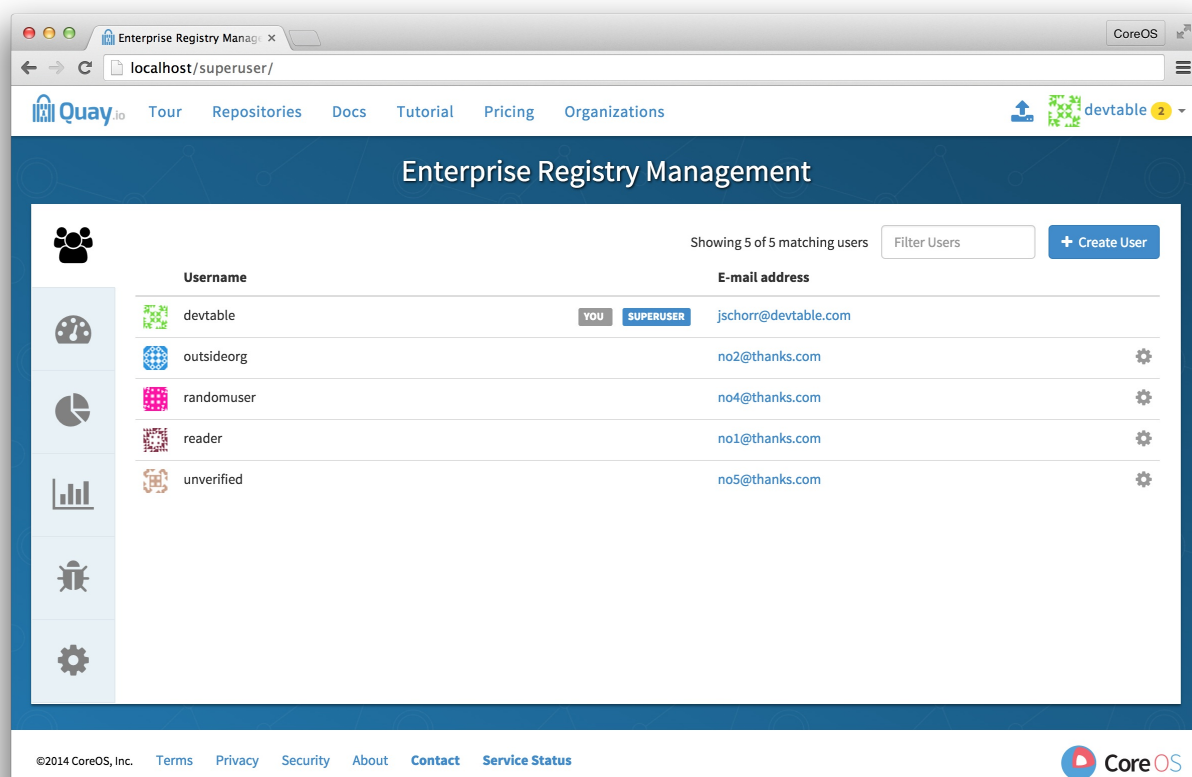 Enterprise Registry Manag
CoreOS
localhost/superuser/
Quay.io Tour Repositories Docs Tutorial Pricing Organizations devtable 2
Enterprise Registry Management
Showing 5 of 5 matching users Filter Users + Create User
Username E-mail address
devtable YOU SUPERUSER jschorr@devtable.com
outsideorg no2@thanks.com
randomuser no4@thanks.com
reader no1@thanks.com
unverified no5@thanks.com
©2014 CoreOS, Inc. Terms Privacy Security About Contact Service Status Core OS